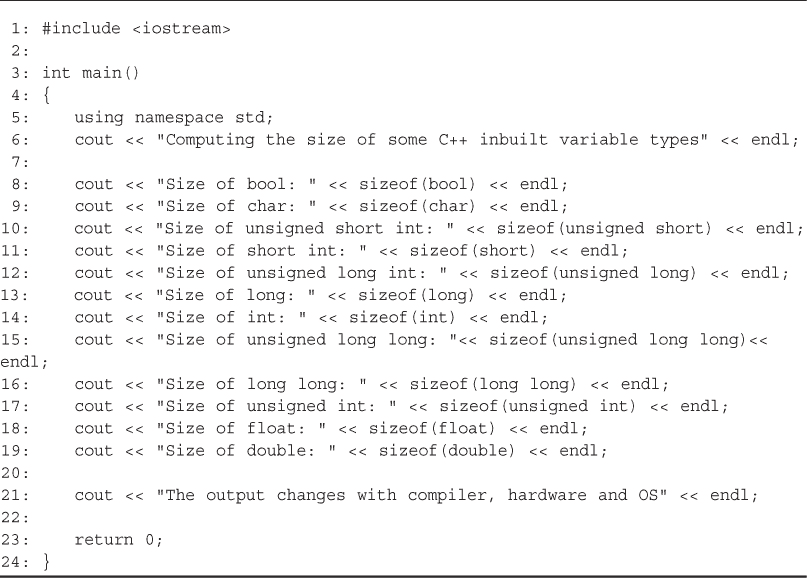 1: #include <iostream>
2:
3: int main()
4: {
5:    using namespace std;
6:    cout << "Computing the size of some C++ inbuilt variable types" << endl;
7:
8:    cout << "Size of bool: " << sizeof(bool) << endl;
9:    cout << "Size of char: " << sizeof(char) << endl;
10:    cout << "Size of unsigned short int: " << sizeof(unsigned short) << endl;
11:    cout << "Size of short int: " << sizeof(short) << endl;
12:    cout << "Size of unsigned long int: " << sizeof(unsigned long) << endl;
13:    cout << "Size of long: " << sizeof(long) << endl;
14:    cout << "Size of int: " << sizeof(int) << endl;
15:    cout << "Size of unsigned long long: "<< sizeof(unsigned long long)<<
endl;
16:    cout << "Size of long long: " << sizeof(long long) << endl;
17:    cout << "Size of unsigned int: " << sizeof(unsigned int) << endl;
18:    cout << "Size of float: " << sizeof(float) << endl;
19:    cout << "Size of double: " << sizeof(double) << endl;
20:
21:    cout << "The output changes with compiler, hardware and OS" << endl;
22:
23:    return 0;
24: }